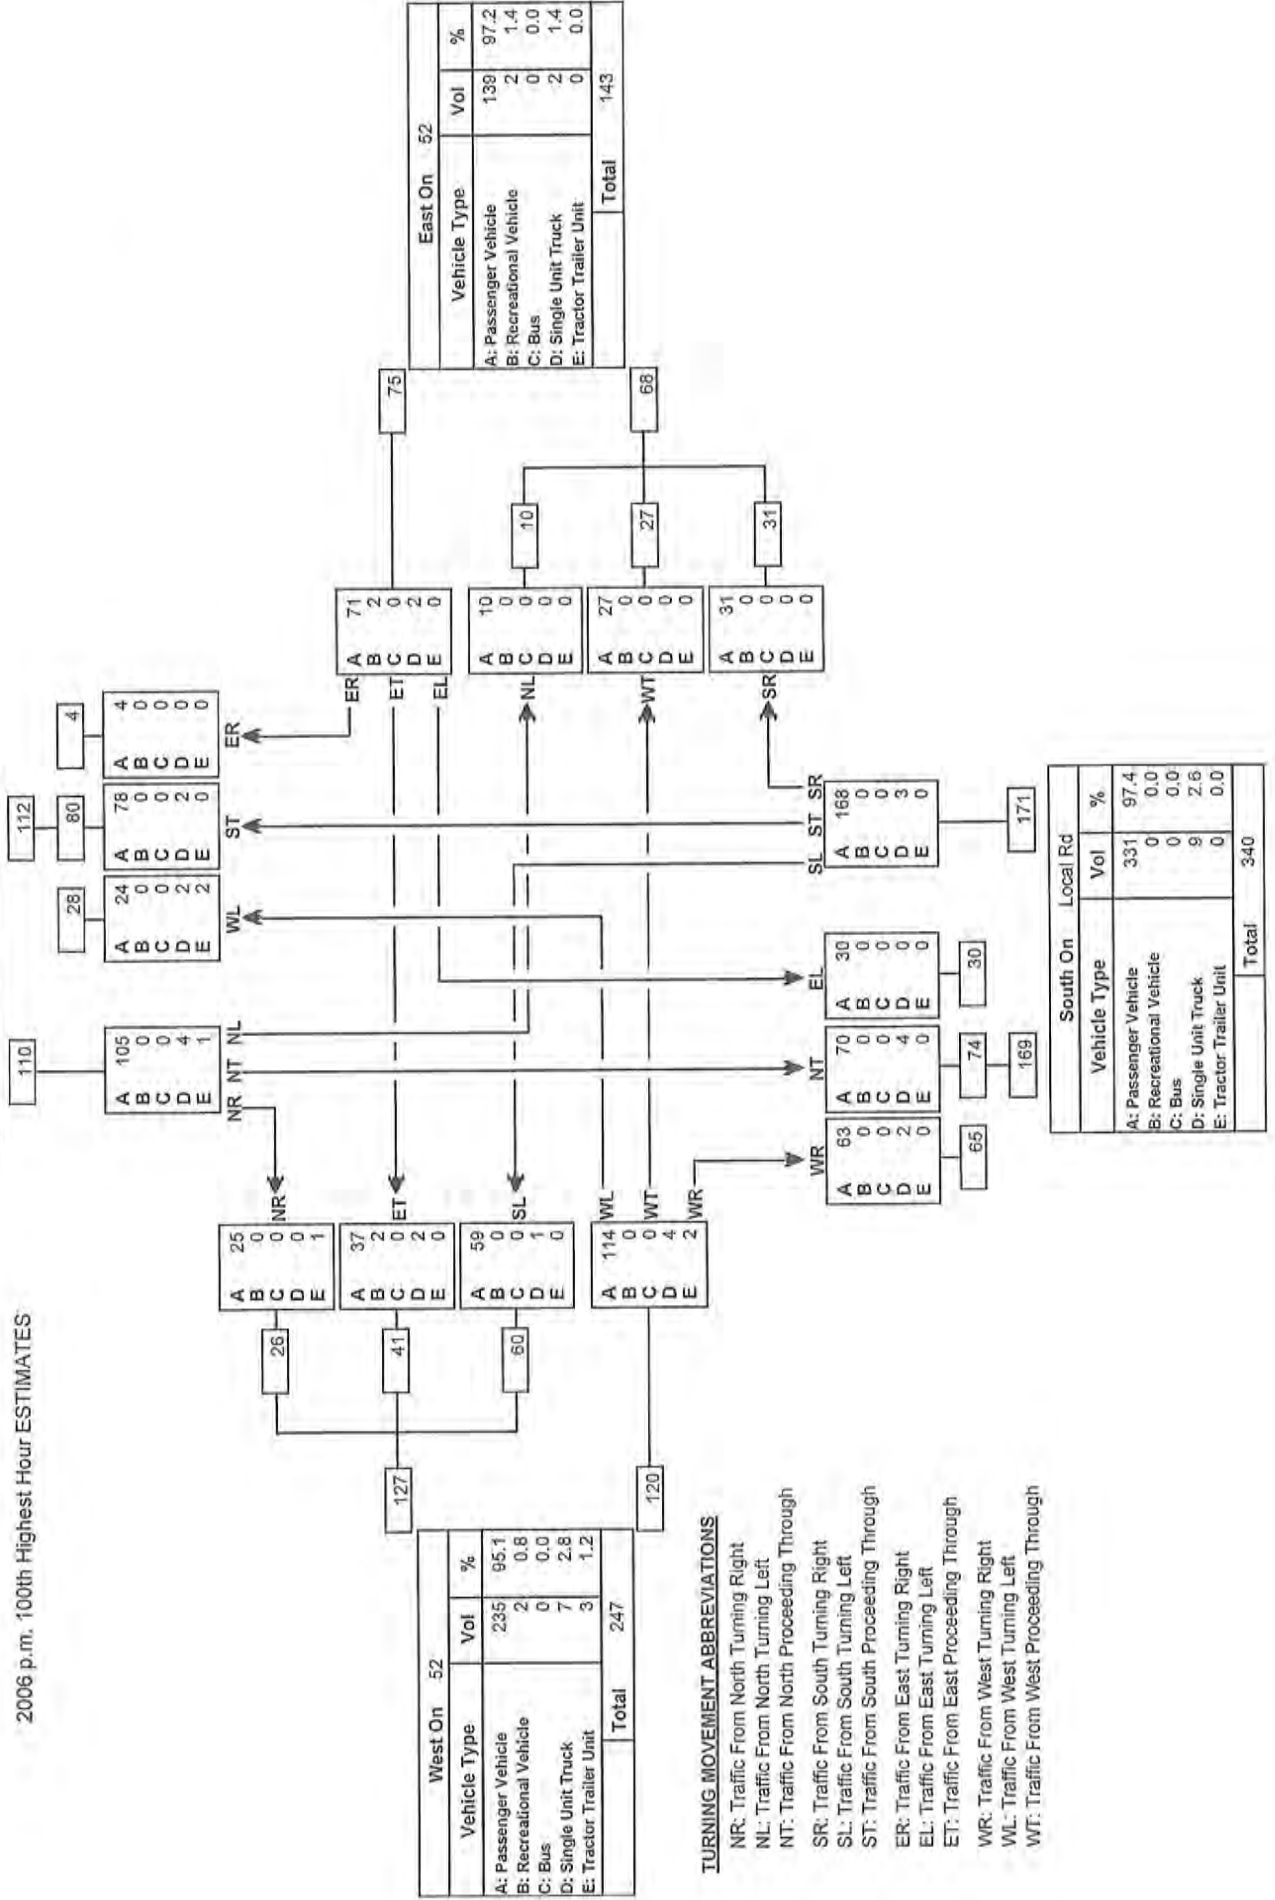 2006 p.m. 100th Highest Hour ESTIMATES
110
112
28
80
4
A 105
B 0
C 0
D 4
E 1
A 24
B 0
C 0
D 2
E 2
A 78
B 0
C 0
D 2
E 0
A 4
B 0
C 0
D 0
E 0
NR NT NL
WL
ST
ER
West On 52
Vehicle Type Vol %
A: Passenger Vehicle 235 95.1
B: Recreational Vehicle 2 0.8
C: Bus 0 0.0
D: Single Unit Truck 7 2.8
E: Tractor Trailer Unit 3 1.2
Total 247
127
120
26
41
60
A 25
B 0
C 0
D 0
E 1
NR
A 37
B 2
C 0
D 2
E 0
ET
A 59
B 0
C 0
D 1
E 0
SL
A 114
B 0
C 0
D 4
E 2
WL
WT
WR
ER
ET
EL
A 71
B 2
C 0
D 2
E 0
75
NL
A 10
B 0
C 0
D 0
E 0
10
WT
A 27
B 0
C 0
D 0
E 0
27
SR
A 31
B 0
C 0
D 0
E 0
31
68
East On 52
Vehicle Type Vol %
A: Passenger Vehicle 139 97.2
B: Recreational Vehicle 2 1.4
C: Bus 0 0.0
D: Single Unit Truck 2 1.4
E: Tractor Trailer Unit 0 0.0
Total 143
WR
NT
EL
SL ST SR
A 63
B 0
C 0
D 2
E 0
A 70
B 0
C 0
D 4
E 0
A 30
B 0
C 0
D 0
E 0
A 168
B 0
C 0
D 3
E 0
65
74
30
169
171
South On Local Rd
Vehicle Type Vol %
A: Passenger Vehicle 331 97.4
B: Recreational Vehicle 0 0.0
C: Bus 0 0.0
D: Single Unit Truck 9 2.6
E: Tractor Trailer Unit 0 0.0
Total 340
TURNING MOVEMENT ABBREVIATIONS
NR: Traffic From North Turning Right
NL: Traffic From North Turning Left
NT: Traffic From North Proceeding Through
SR: Traffic From South Turning Right
SL: Traffic From South Turning Left
ST: Traffic From South Proceeding Through
ER: Traffic From East Turning Right
EL: Traffic From East Turning Left
ET: Traffic From East Proceeding Through
WR: Traffic From West Turning Right
WL: Traffic From West Turning Left
WT: Traffic From West Proceeding Through